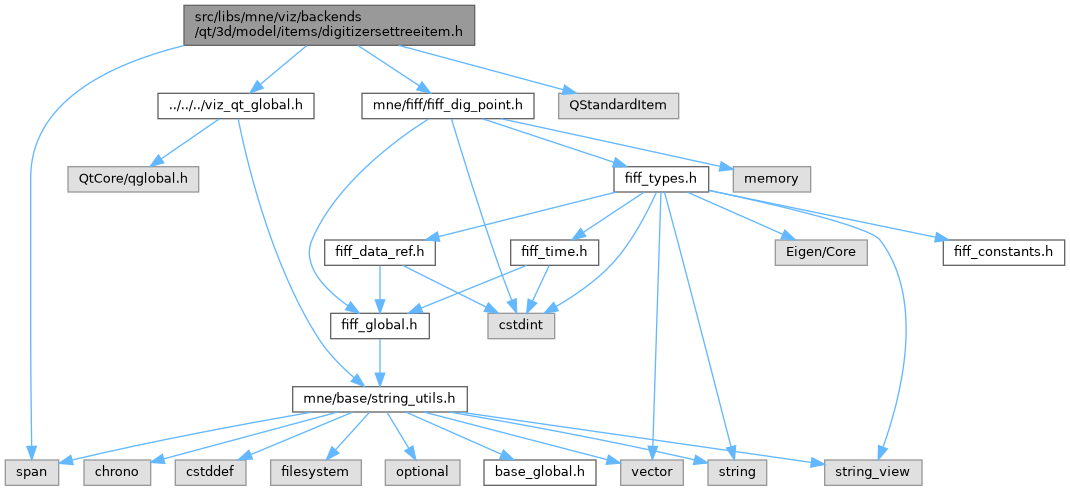 src/libs/mne/viz/backends
/qt/3d/model/items/digitizersettreeitem.h
../../../viz_qt_global.h
mne/fiff/fiff_dig_point.h
QStandardItem
QtCore/qglobal.h
fiff_types.h
memory
fiff_data_ref.h
fiff_time.h
Eigen/Core
fiff_constants.h
fiff_global.h
cstdint
mne/base/string_utils.h
span
chrono
cstddef
filesystem
optional
base_global.h
vector
string
string_view